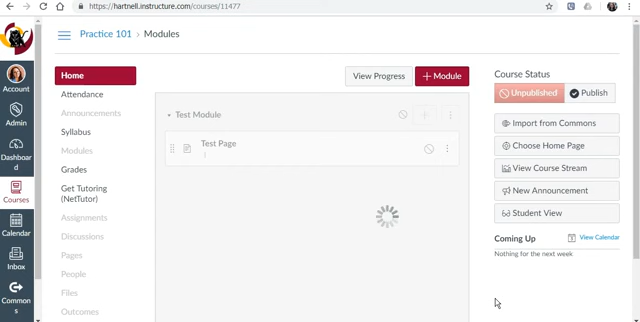 https://hartnell.instructure.com/courses/11477
Practice 101 › Modules
Account
Admin
Dashboar
d
Courses
Calendar
Inbox
Common
s
Home
Attendance
Announcements
Syllabus
Modules
Grades
Get Tutoring
(NetTutor)
Assignments
Discussions
Pages
People
Files
Outcomes
View Progress
+ Module
Test Module
Test Page
Course Status
Unpublished
Publish
Import from Commons
Choose Home Page
View Course Stream
New Announcement
Student View
Coming Up
View Calendar
Nothing for the next week